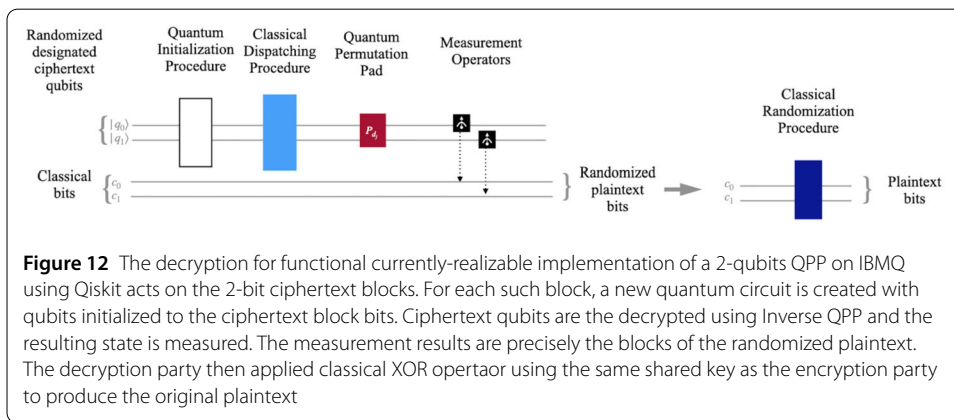 Randomized
designated
ciphertext
qubits
Quantum
Initialization
Procedure
Classical
Dispatching
Procedure
Quantum
Permutation
Pad
Measurement
Operators
|q₀⟩
|q₁⟩
P_{d_j}
Classical
bits
c₀
c₁
Randomized
plaintext
bits
Classical
Randomization
Procedure
c₀
c₁
Plaintext
bits
Figure 12 The decryption for functional currently-realizable implementation of a 2-qubits QPP on IBMQ
using Qiskit acts on the 2-bit ciphertext blocks. For each such block, a new quantum circuit is created with
qubits initialized to the ciphertext block bits. Ciphertext qubits are the decrypted using Inverse QPP and the
resulting state is measured. The measurement results are precisely the blocks of the randomized plaintext.
The decryption party then applied classical XOR opertaor using the same shared key as the encryption party
to produce the original plaintext